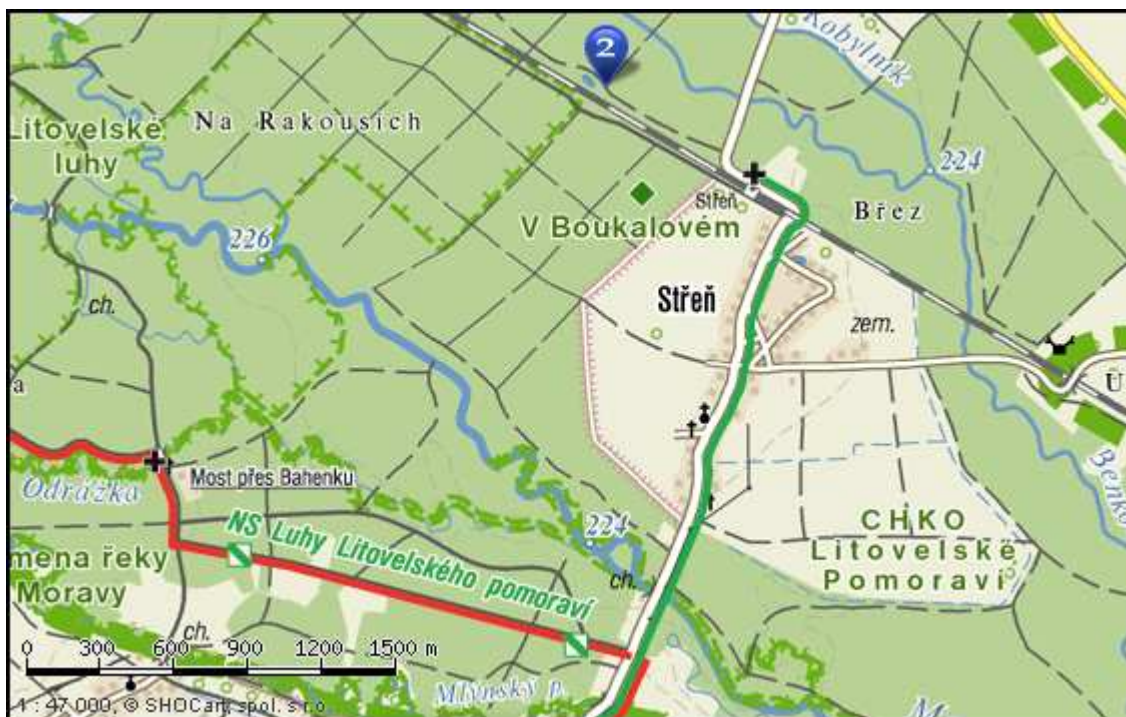 2
Kobylník
Litovelské
luhy
Na Rakousích
224
Střeň
V Boukalovém
Břez
226
ch.
Střeň
zem.
a
Ú
Most přes Bahenku
Odrážka
Benko
NS Luhy Litovelského pomoraví
224
CHKO
Litovelské
Pomoraví
mena řeky
Moravy
ch.
ch.
0 300 600 900 1200 1500 m
Mlýnský p.
M
1 : 47 000, © SHOCart, spol. s r.o.